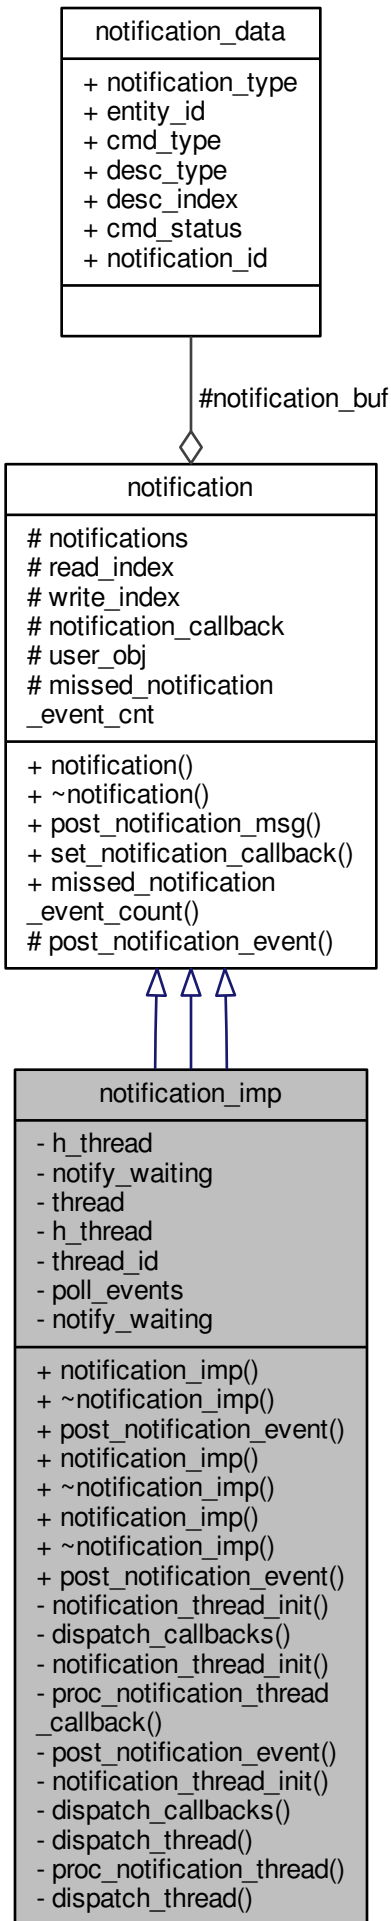 notification_data
+ notification_type
+ entity_id
+ cmd_type
+ desc_type
+ desc_index
+ cmd_status
+ notification_id
#notification_buf
notification
# notifications
# read_index
# write_index
# notification_callback
# user_obj
# missed_notification
_event_cnt
+ notification()
+ ~notification()
+ post_notification_msg()
+ set_notification_callback()
+ missed_notification
_event_count()
# post_notification_event()
notification_imp
- h_thread
- notify_waiting
- thread
- h_thread
- thread_id
- poll_events
- notify_waiting
+ notification_imp()
+ ~notification_imp()
+ post_notification_event()
+ notification_imp()
+ ~notification_imp()
+ notification_imp()
+ ~notification_imp()
+ post_notification_event()
- notification_thread_init()
- dispatch_callbacks()
- notification_thread_init()
- proc_notification_thread
_callback()
- post_notification_event()
- notification_thread_init()
- dispatch_callbacks()
- dispatch_thread()
- proc_notification_thread()
- dispatch_thread()